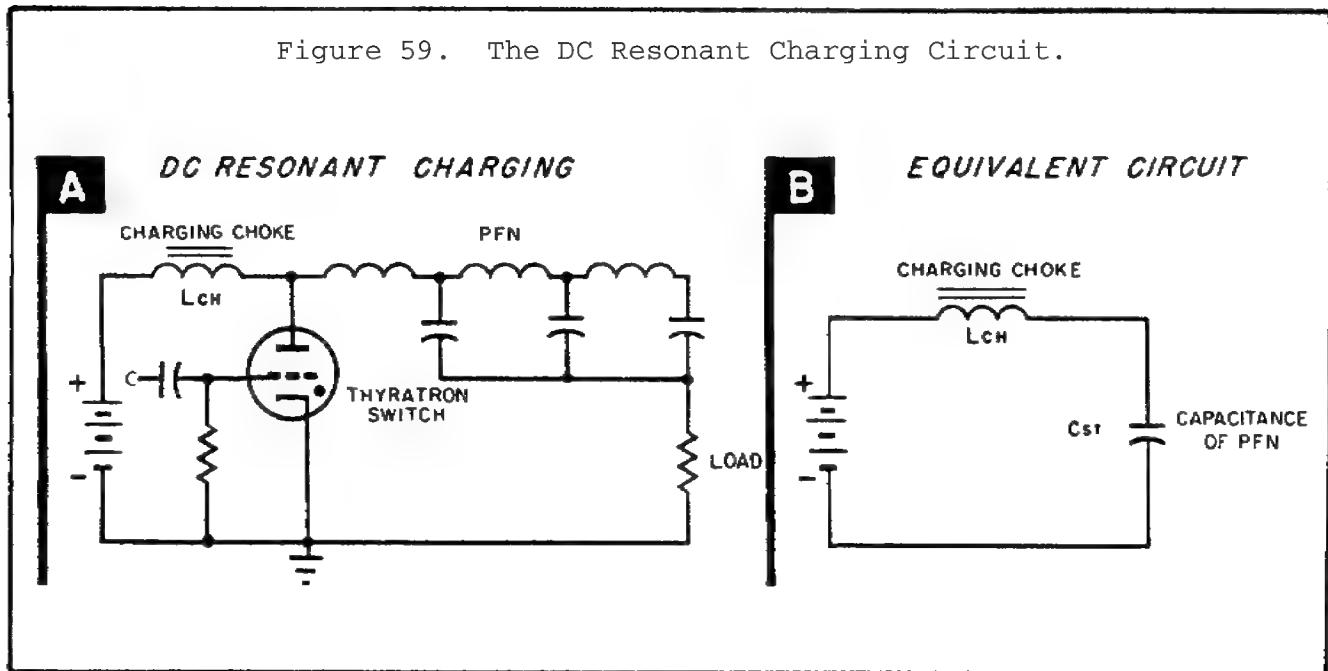 Figure 59. The DC Resonant Charging Circuit.
A
DC RESONANT CHARGING
CHARGING CHOKE
LCH
PFN
C
+
-
THYRATRON
SWITCH
LOAD
B
EQUIVALENT CIRCUIT
CHARGING CHOKE
LCH
+
-
CST
CAPACITANCE
OF PFN